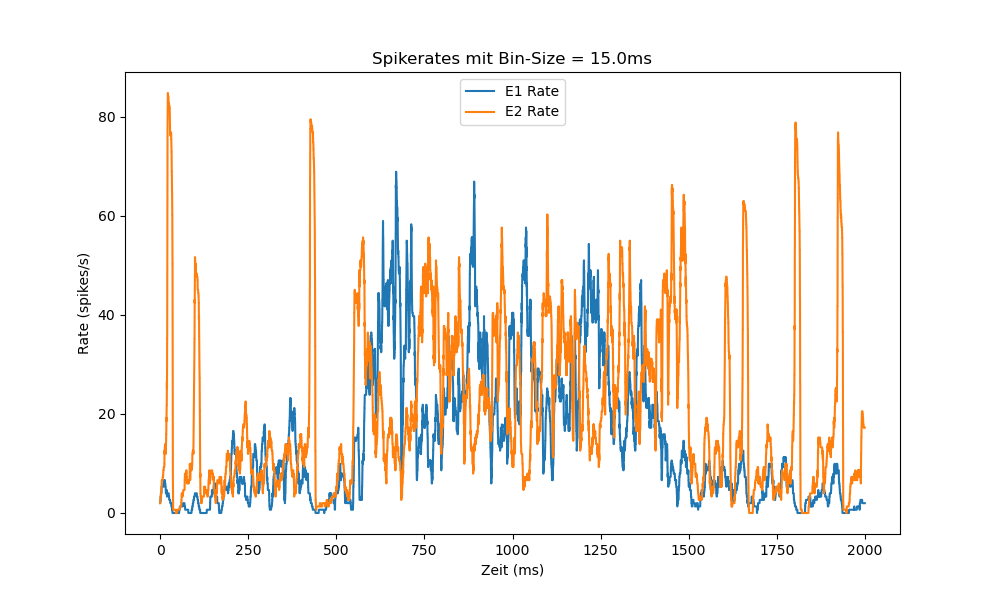 Spikerates mit Bin-Size = 15.0ms
E1 Rate
E2 Rate
Rate (spikes/s)
80
60
40
20
0
0 250 500 750 1000 1250 1500 1750 2000
Zeit (ms)